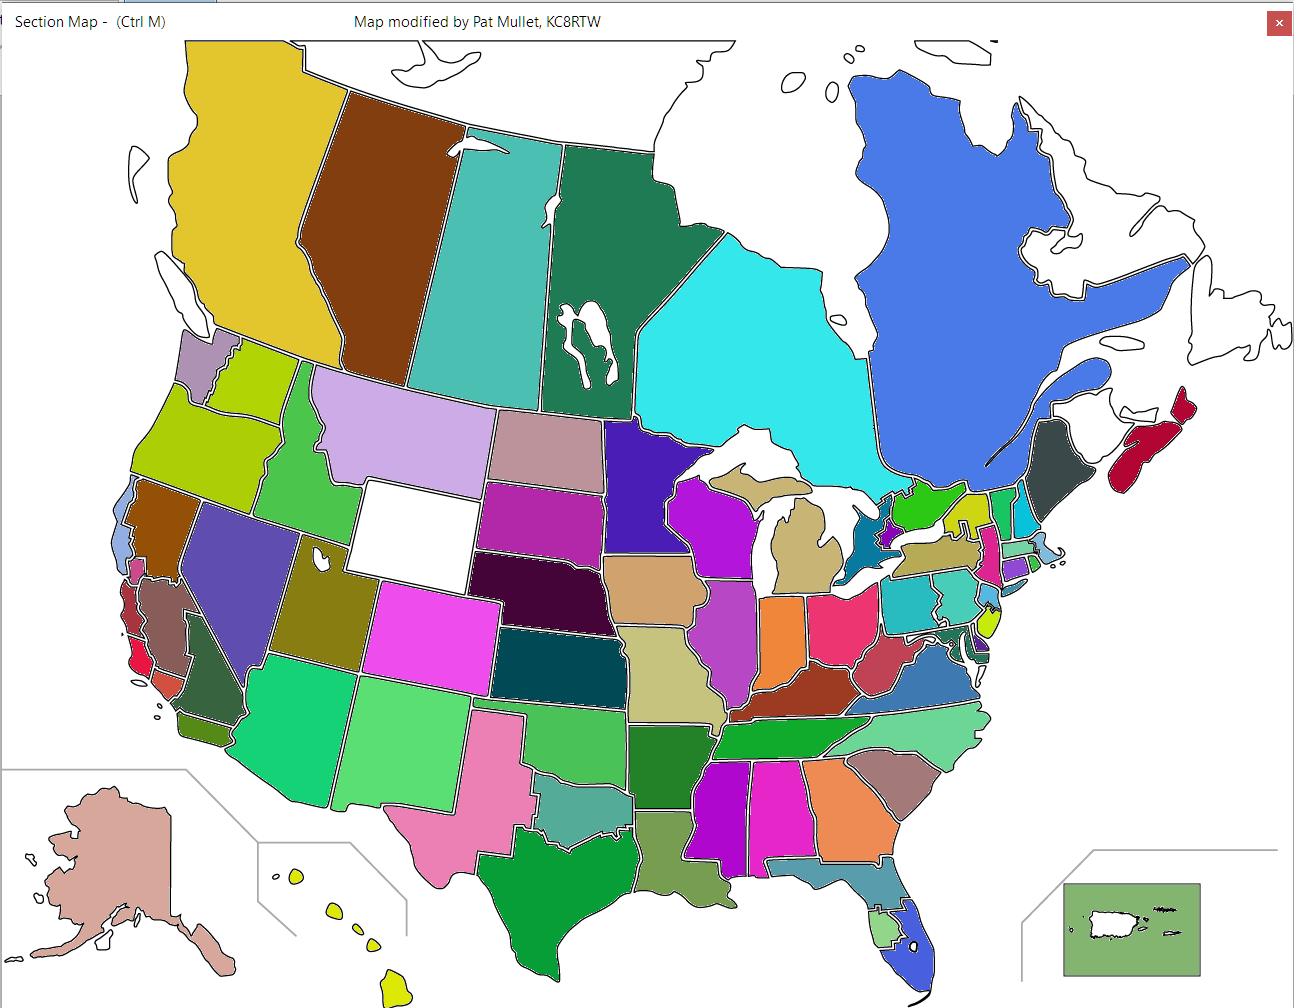 Section Map -  (Ctrl M)
Map modified by Pat Mullet, KC8RTW